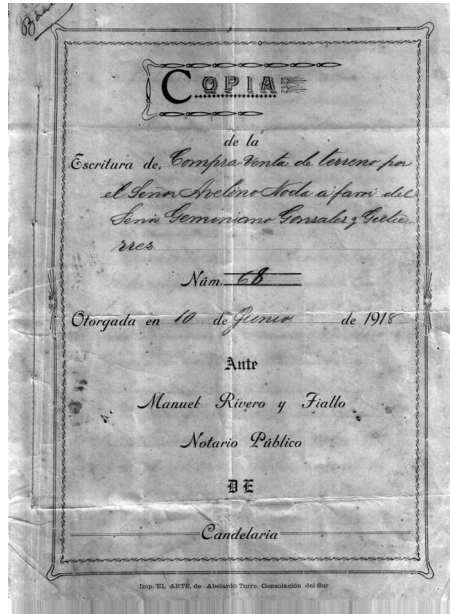 COPIA
de la
Escritura de, Compra-Venta de terreno por
el Señor Avelino Noda a favor del
Señor Geminiano Gonsales y Gutie-
rres
Núm. 68
Otorgada en 10 de Junio de 1918
Ante
Manuel Rivero y Fiallo
Notario Público
DE
Candelaria
Imp. "EL ARTE, de Abelardo Torre. Consolación del Sur